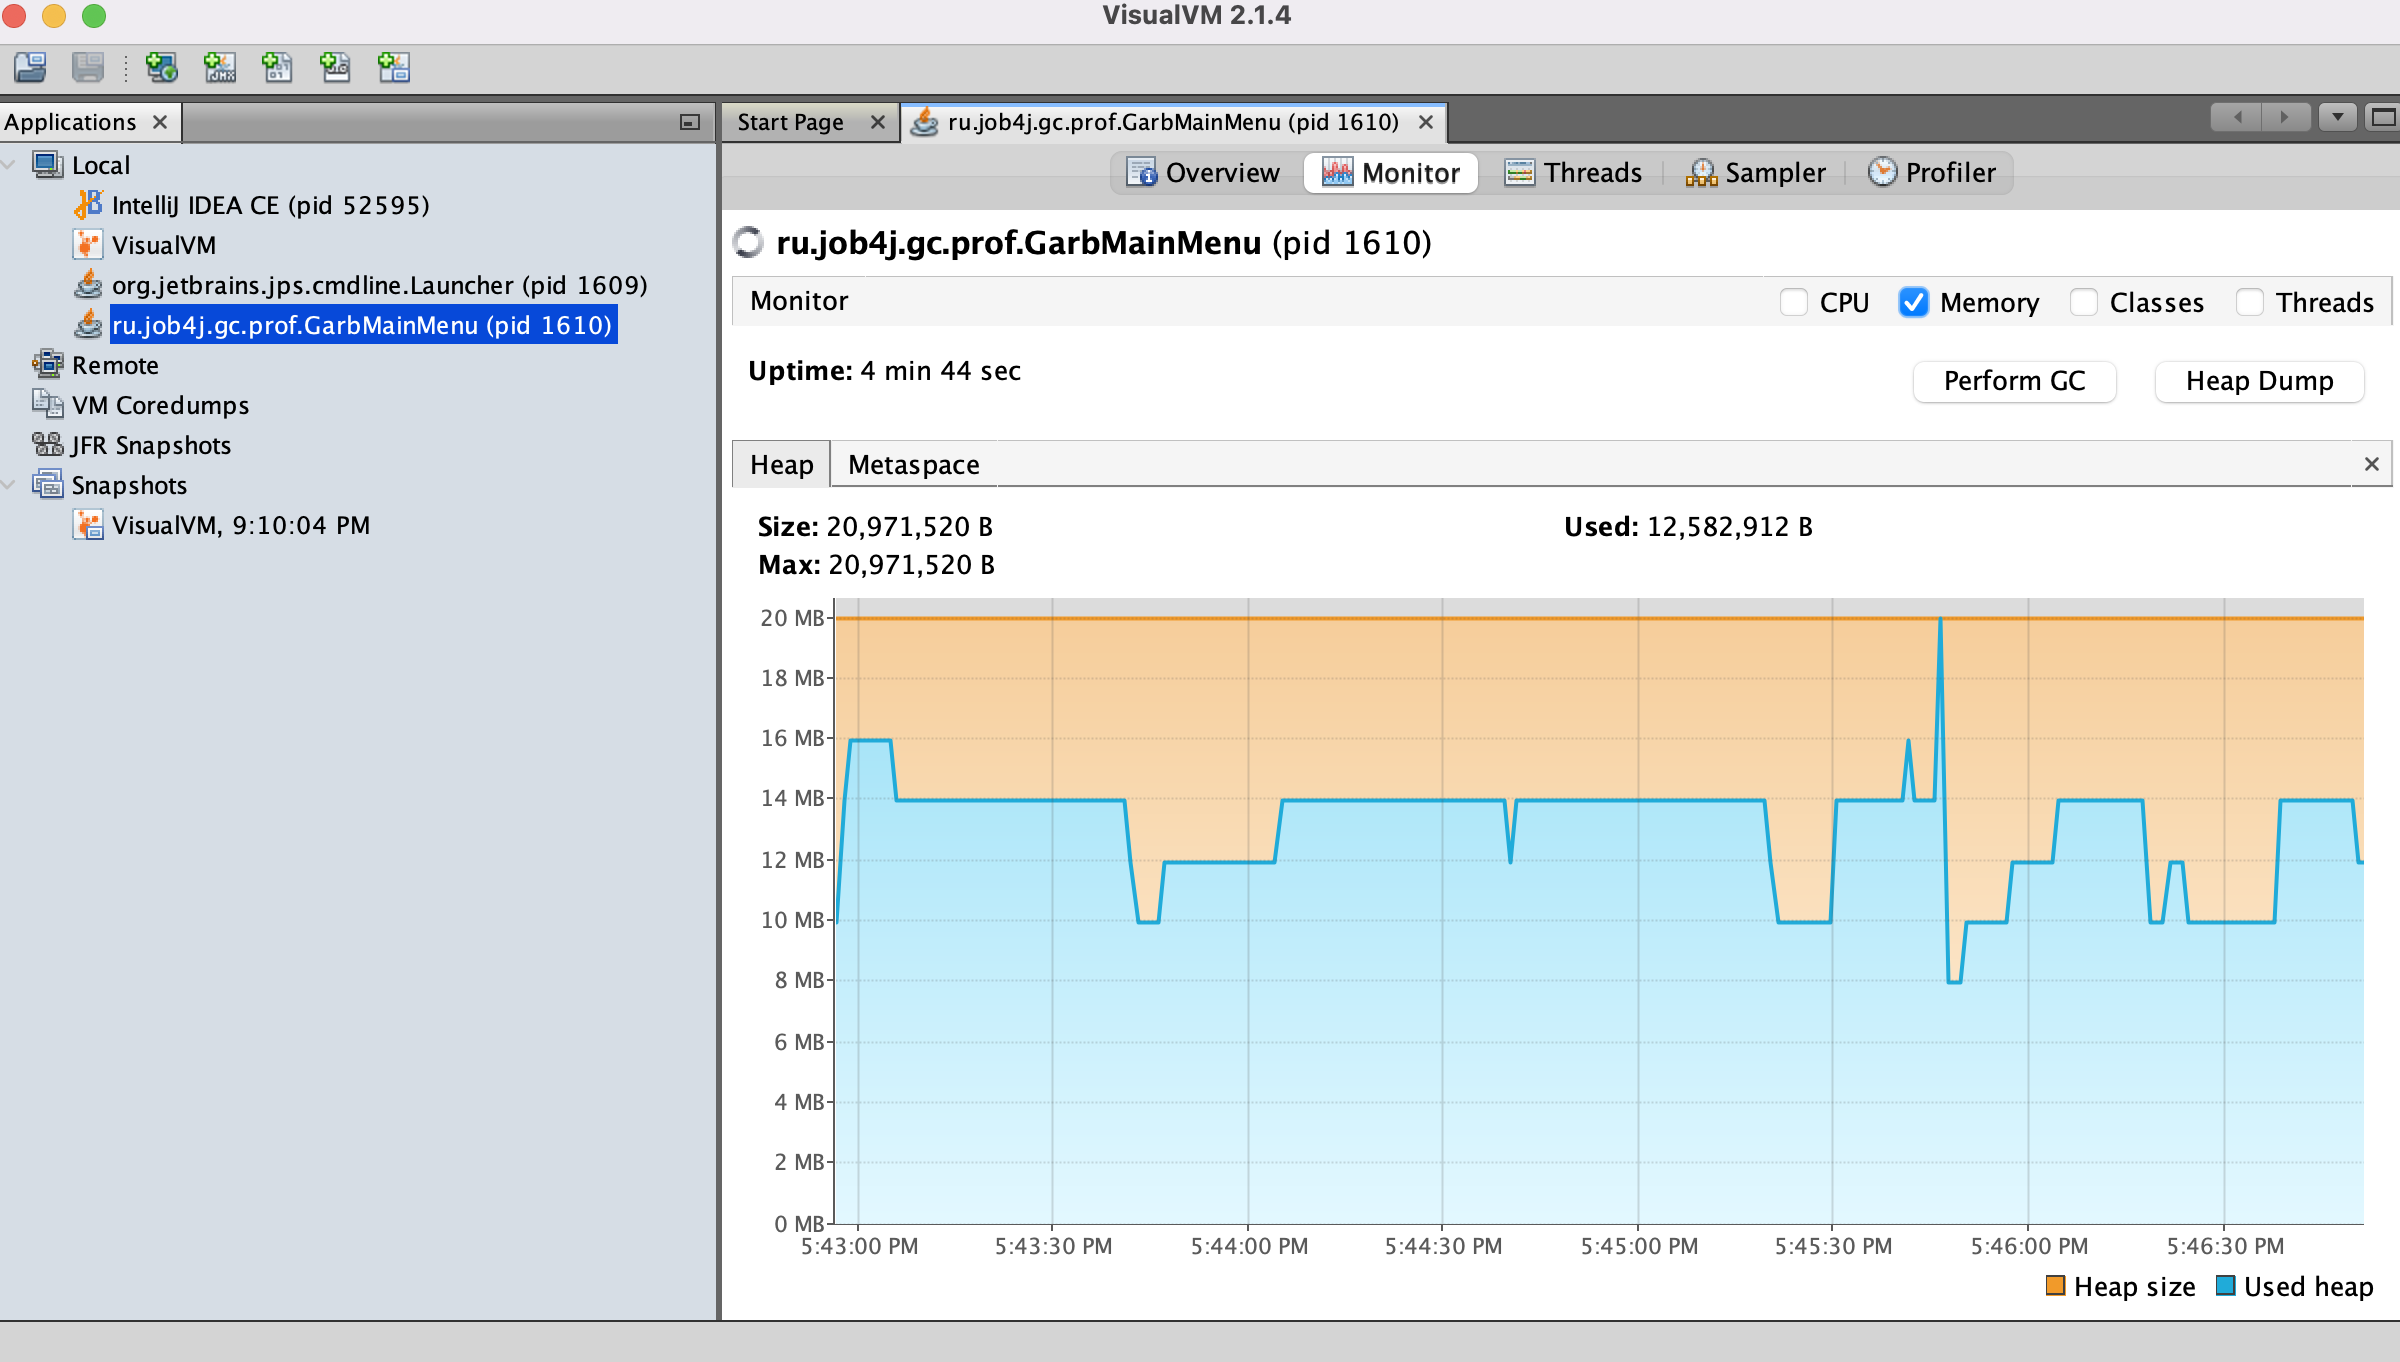 VisualVM 2.1.4
Applications
Start Page
ru.job4j.gc.prof.GarbMainMenu (pid 1610)
Local
IntelliJ IDEA CE (pid 52595)
VisualVM
org.jetbrains.jps.cmdline.Launcher (pid 1609)
ru.job4j.gc.prof.GarbMainMenu (pid 1610)
Remote
VM Coredumps
JFR Snapshots
Snapshots
VisualVM, 9:10:04 PM
Overview Monitor Threads Sampler Profiler
ru.job4j.gc.prof.GarbMainMenu (pid 1610)
Monitor CPU Memory Classes Threads
Uptime: 4 min 44 sec
Perform GC Heap Dump
Heap Metaspace
Size: 20,971,520 B Used: 12,582,912 B
Max: 20,971,520 B
20 MB
18 MB
16 MB
14 MB
12 MB
10 MB
8 MB
6 MB
4 MB
2 MB
0 MB
5:43:00 PM 5:43:30 PM 5:44:00 PM 5:44:30 PM 5:45:00 PM 5:45:30 PM 5:46:00 PM 5:46:30 PM
Heap size Used heap